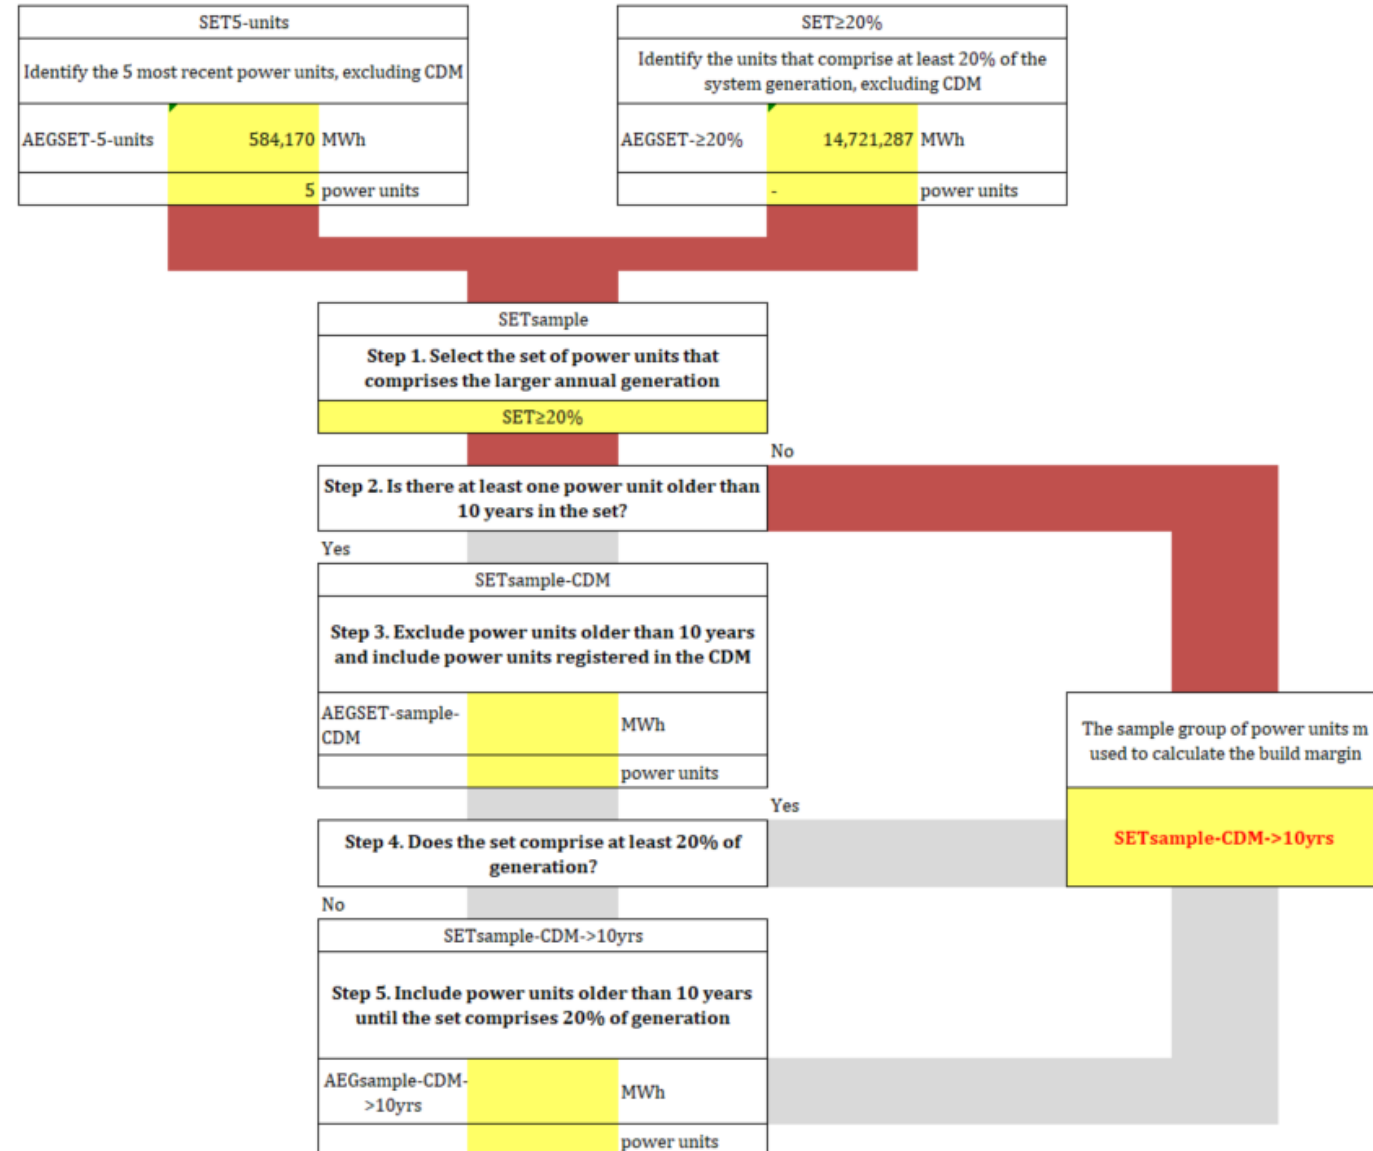 SET5-units
Identify the 5 most recent power units, excluding CDM
AEGSET-5-units 584,170 MWh
5 power units
SET≥20%
Identify the units that comprise at least 20% of the
system generation, excluding CDM
AEGSET-≥20% 14,721,287 MWh
- power units
SETsample
Step 1. Select the set of power units that
comprises the larger annual generation
SET≥20%
No
Step 2. Is there at least one power unit older than
10 years in the set?
Yes
SETsample-CDM
Step 3. Exclude power units older than 10 years
and include power units registered in the CDM
AEGSET-sample-
CDM
MWh
power units
The sample group of power units m
used to calculate the build margin
SETsample-CDM->10yrs
Yes
Step 4. Does the set comprise at least 20% of
generation?
No
SETsample-CDM->10yrs
Step 5. Include power units older than 10 years
until the set comprises 20% of generation
AEGsample-CDM-
>10yrs
MWh
power units